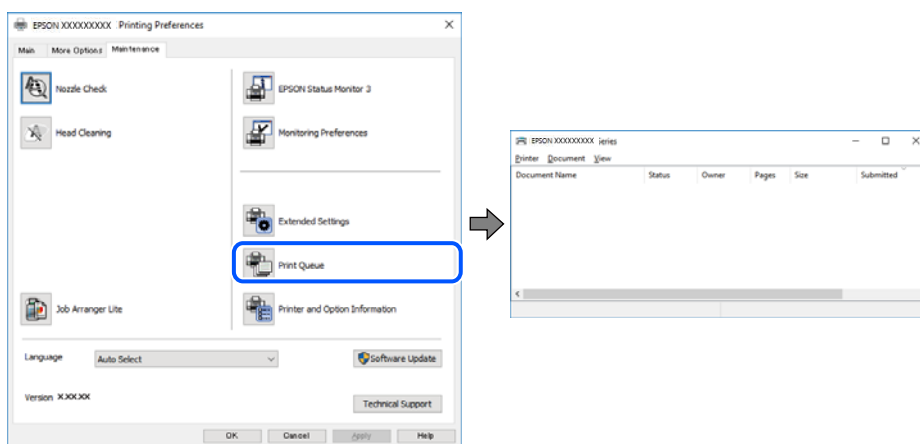 EPSON XXXXXXXXX Printing Preferences
Main More Options Maintenance
Nozzle Check
EPSON Status Monitor 3
Head Cleaning
Monitoring Preferences
Extended Settings
Print Queue
Job Arranger Lite
Printer and Option Information
Language Auto Select Software Update
Version X.XX.XX
Technical Support
OK Cancel Apply Help
EPSON XXXXXXXXX ieries
Printer Document View
Document Name Status Owner Pages Size Submitted